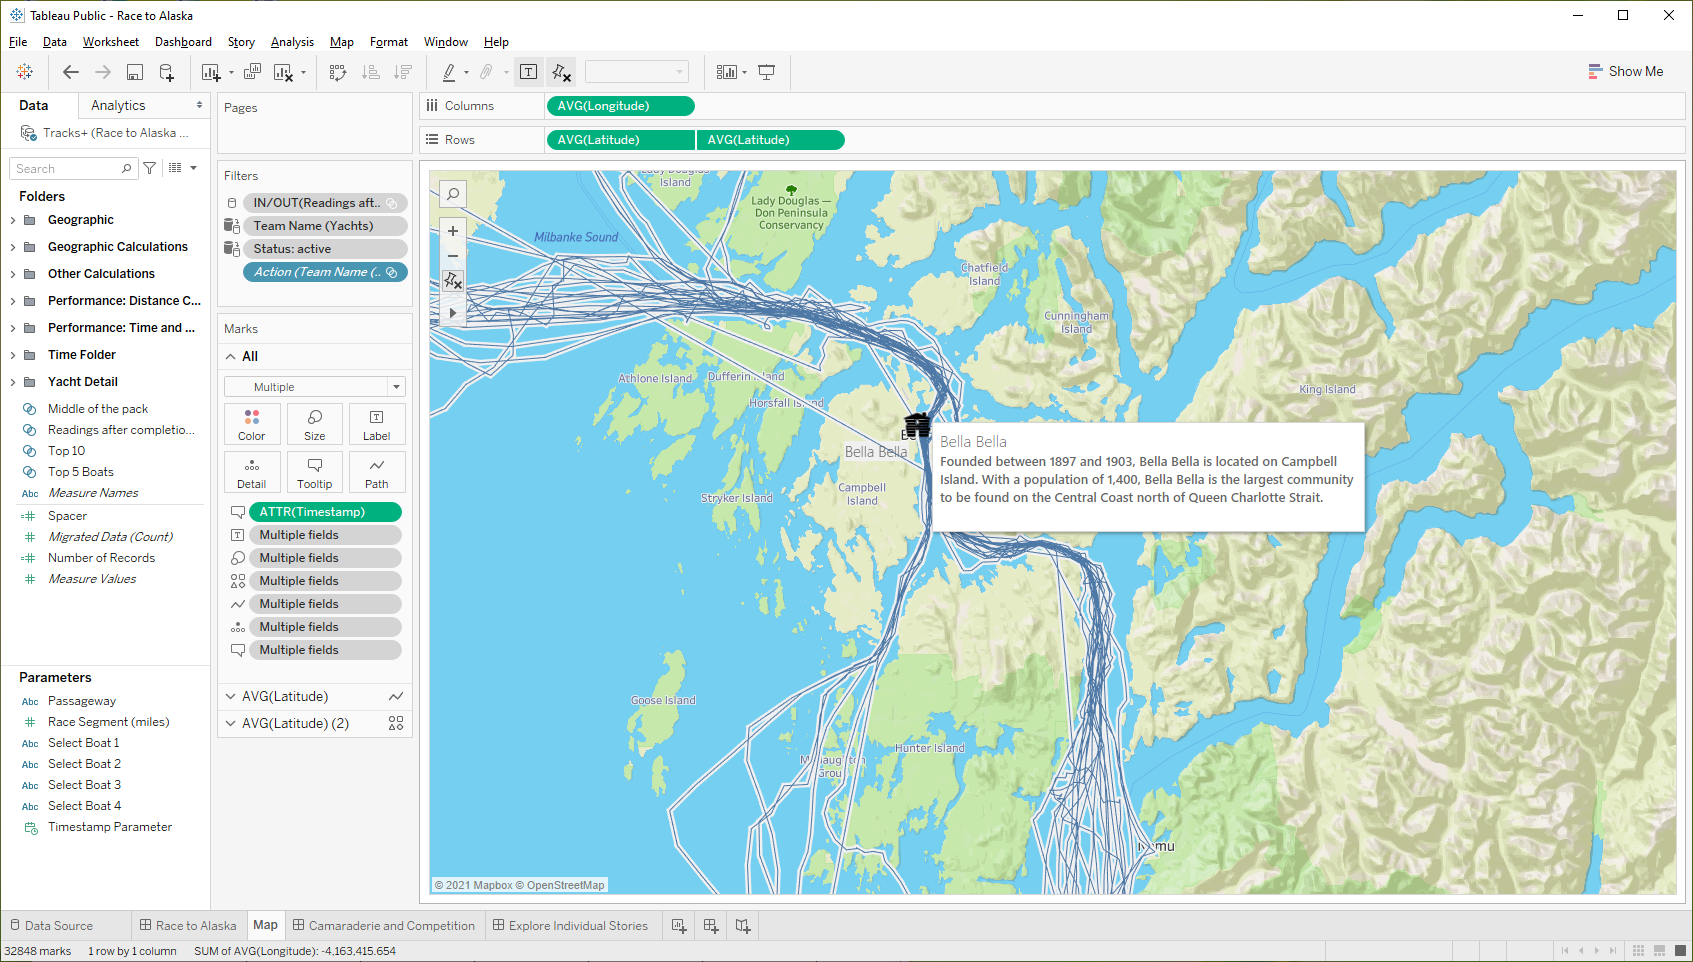 Tableau Public - Race to Alaska
File Data Worksheet Dashboard Story Analysis Map Format Window Help
Show Me
Data Analytics
Tracks+ (Race to Alaska ...
Search
Folders
Geographic
Geographic Calculations
Other Calculations
Performance: Distance C...
Performance: Time and ...
Time Folder
Yacht Detail
Middle of the pack
Readings after completio...
Top 10
Top 5 Boats
Abc Measure Names
Spacer
Migrated Data (Count)
Number of Records
Measure Values
Parameters
Abc Passageway
Race Segment (miles)
Abc Select Boat 1
Abc Select Boat 2
Abc Select Boat 3
Abc Select Boat 4
Timestamp Parameter
Pages
Filters
IN/OUT(Readings aft..
Team Name (Yachts)
Status: active
Action (Team Name (..
Marks
All
Multiple
Color Size Label
Detail Tooltip Path
ATTR(Timestamp)
Multiple fields
Multiple fields
Multiple fields
Multiple fields
Multiple fields
Multiple fields
AVG(Latitude)
AVG(Latitude) (2)
Columns AVG(Longitude)
Rows AVG(Latitude) AVG(Latitude)
Lady Douglas
Island
Lady Douglas —
Don Peninsula
Conservancy
Milbanke Sound
Chatfield
Island
Cunningham
Island
Athlone Island
Dufferin Island
Horsfall Island
King Island
Bella Bella
Campbell
Island
Stryker Island
Bella Bella
Founded between 1897 and 1903, Bella Bella is located on Campbell
Island. With a population of 1,400, Bella Bella is the largest community
to be found on the Central Coast north of Queen Charlotte Strait.
Goose Island
Hunter Island
© 2021 Mapbox © OpenStreetMap
Data Source Race to Alaska Map Camaraderie and Competition Explore Individual Stories
32848 marks 1 row by 1 column SUM of AVG(Longitude): -4,163,415.654